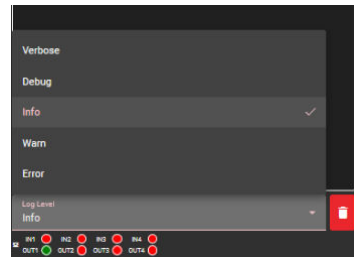 Verbose
Debug
Info
Warn
Error
Log Level
Info
IN1 IN2 IN3 IN4
OUT1 OUT2 OUT3 OUT4